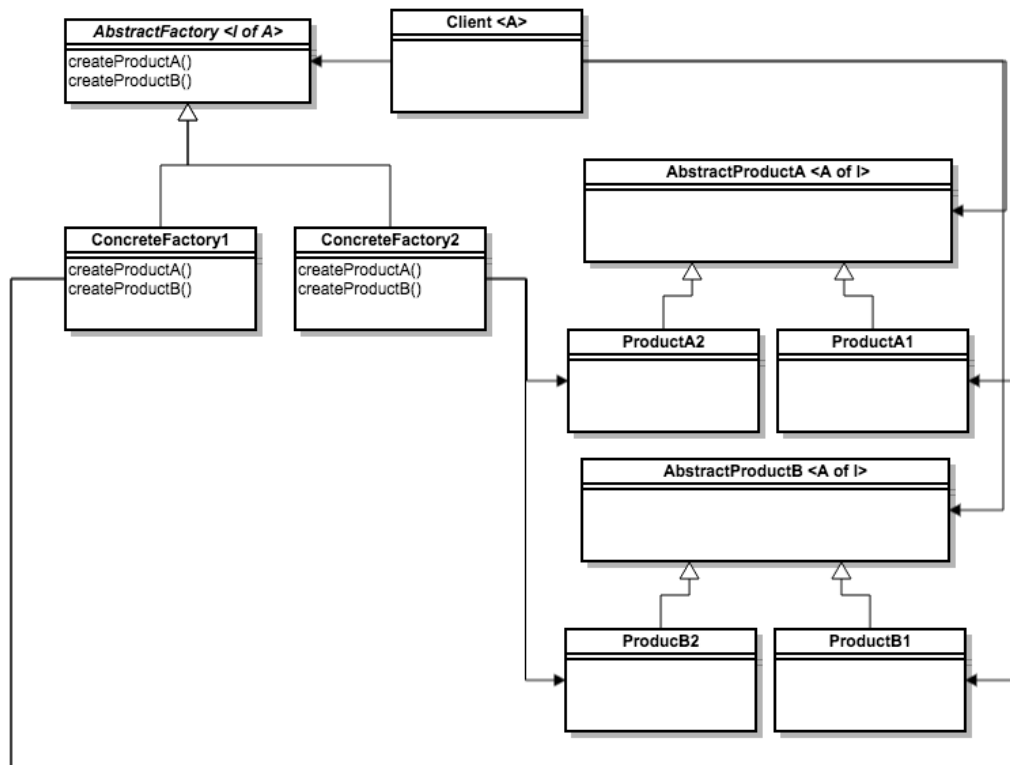 AbstractFactory <I of A>
createProductA()
createProductB()
Client <A>
AbstractProductA <A of I>
ConcreteFactory1
createProductA()
createProductB()
ConcreteFactory2
createProductA()
createProductB()
ProductA2
ProductA1
AbstractProductB <A of I>
ProducB2
ProductB1